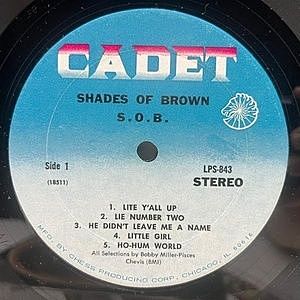 CADET
SHADES OF BROWN
S.O.B.
Side 1
LPS-843
(18511)
STEREO
1. LITE Y'ALL UP
2. LIE NUMBER TWO
3. HE DIDN'T LEAVE ME A NAME
4. LITTLE GIRL
5. HO-HUM WORLD
All Selections by Bobby Miller-Pisces
Chevis (BMI)
MFG. BY CHESS PRODUCING CORP., CHICAGO, IL 60616